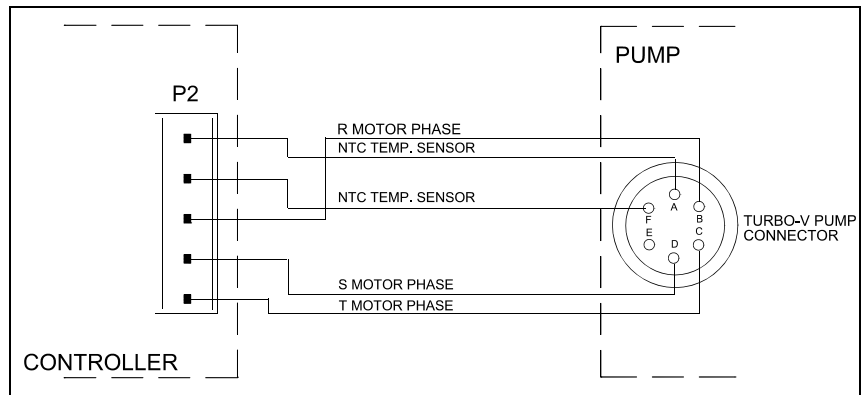 PUMP
P2
R MOTOR PHASE
NTC TEMP. SENSOR
NTC TEMP. SENSOR
A
F
B
E
D
C
TURBO-V PUMP
CONNECTOR
S MOTOR PHASE
T MOTOR PHASE
CONTROLLER